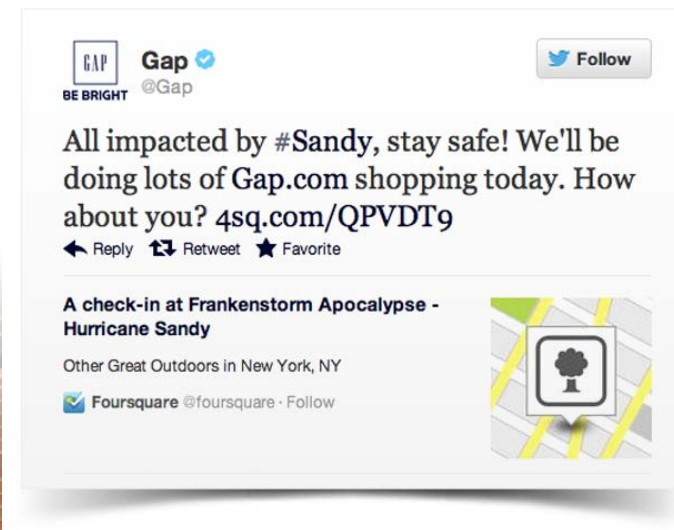 GAP
BE BRIGHT
Gap
@Gap
Follow
All impacted by #Sandy, stay safe! We'll be
doing lots of Gap.com shopping today. How
about you? 4sq.com/QPVDT9
Reply Retweet Favorite
A check-in at Frankenstorm Apocalypse -
Hurricane Sandy
Other Great Outdoors in New York, NY
Foursquare @foursquare · Follow